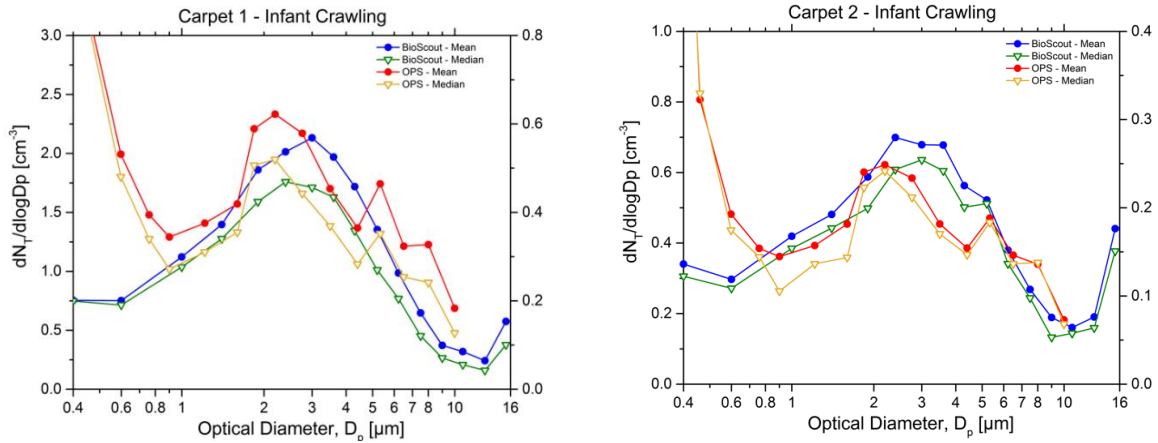 Carpet 1 - Infant Crawling
3.0
2.5
2.0
1.5
1.0
0.5
0.0
dN_T/dlogDp [cm⁻³]
0.8
0.6
0.4
0.2
0.0
BioScout - Mean
BioScout - Median
OPS - Mean
OPS - Median
0.4 0.6 1 2 3 4 5 6 7 8 10 16
Optical Diameter, D_p [µm]
Carpet 2 - Infant Crawling
1.0
0.8
0.6
0.4
0.2
0.0
dN_T/dlogDp [cm⁻³]
0.4
0.3
0.2
0.1
0.0
BioScout - Mean
BioScout - Median
OPS - Mean
OPS - Median
0.4 0.6 1 2 3 4 5 6 7 8 10 16
Optical Diameter, D_p [µm]